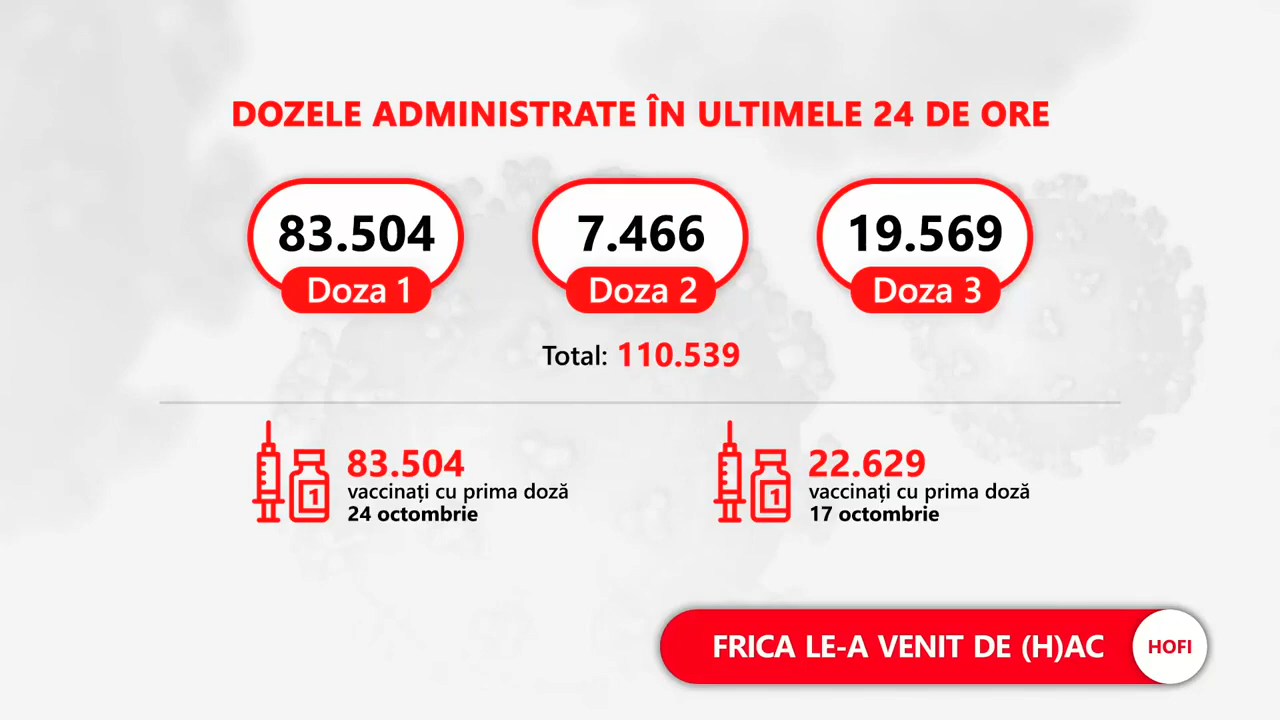 DOZELE ADMINISTRATE ÎN ULTIMELE 24 DE ORE
83.504
Doza 1
7.466
Doza 2
19.569
Doza 3
Total: 110.539
1
83.504
vaccinați cu prima doză
24 octombrie
1
22.629
vaccinați cu prima doză
17 octombrie
FRICA LE-A VENIT DE (H)AC
HOFI